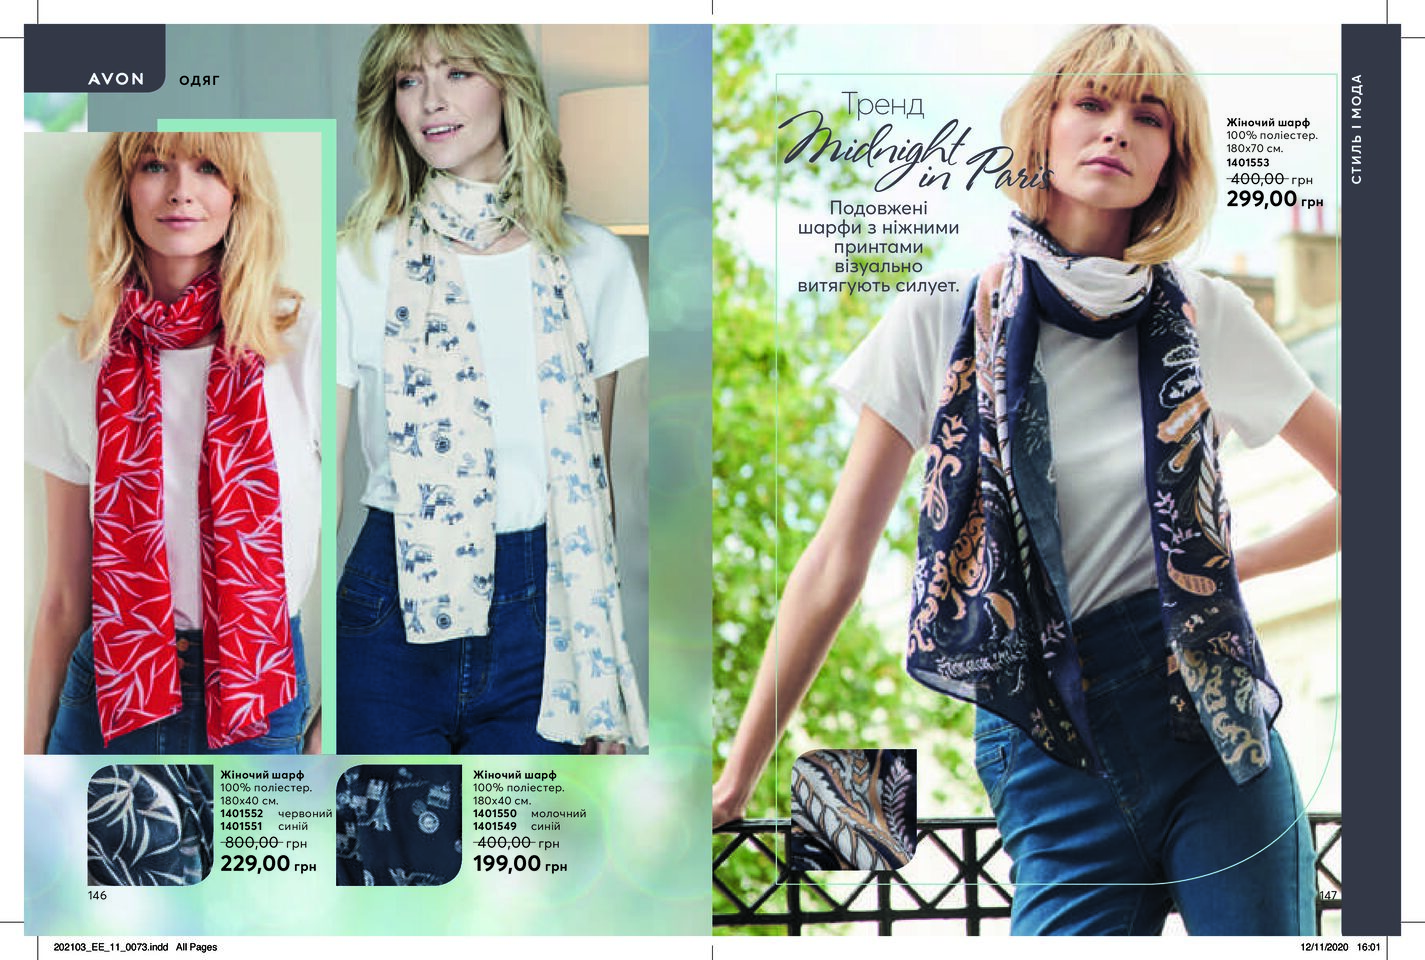 AVON
ОДЯГ
Жіночий шарф
100% поліестер.
180х40 см.
1401552 червоний
1401551 синій
800,00 грн
229,00 грн
146
Жіночий шарф
100% поліестер.
180х40 см.
1401550 молочний
1401549 синій
400,00 грн
199,00 грн
Тренд
Midnight
in Paris
Подовжені
шарфи з ніжними
принтами
візуально
витягують силует.
Жіночий шарф
100% поліестер.
180х70 см.
1401553
400,00 грн
299,00 грн
СТИЛЬ І МОДА
147
202103_EE_11_0073.indd All Pages
12/11/2020 16:01